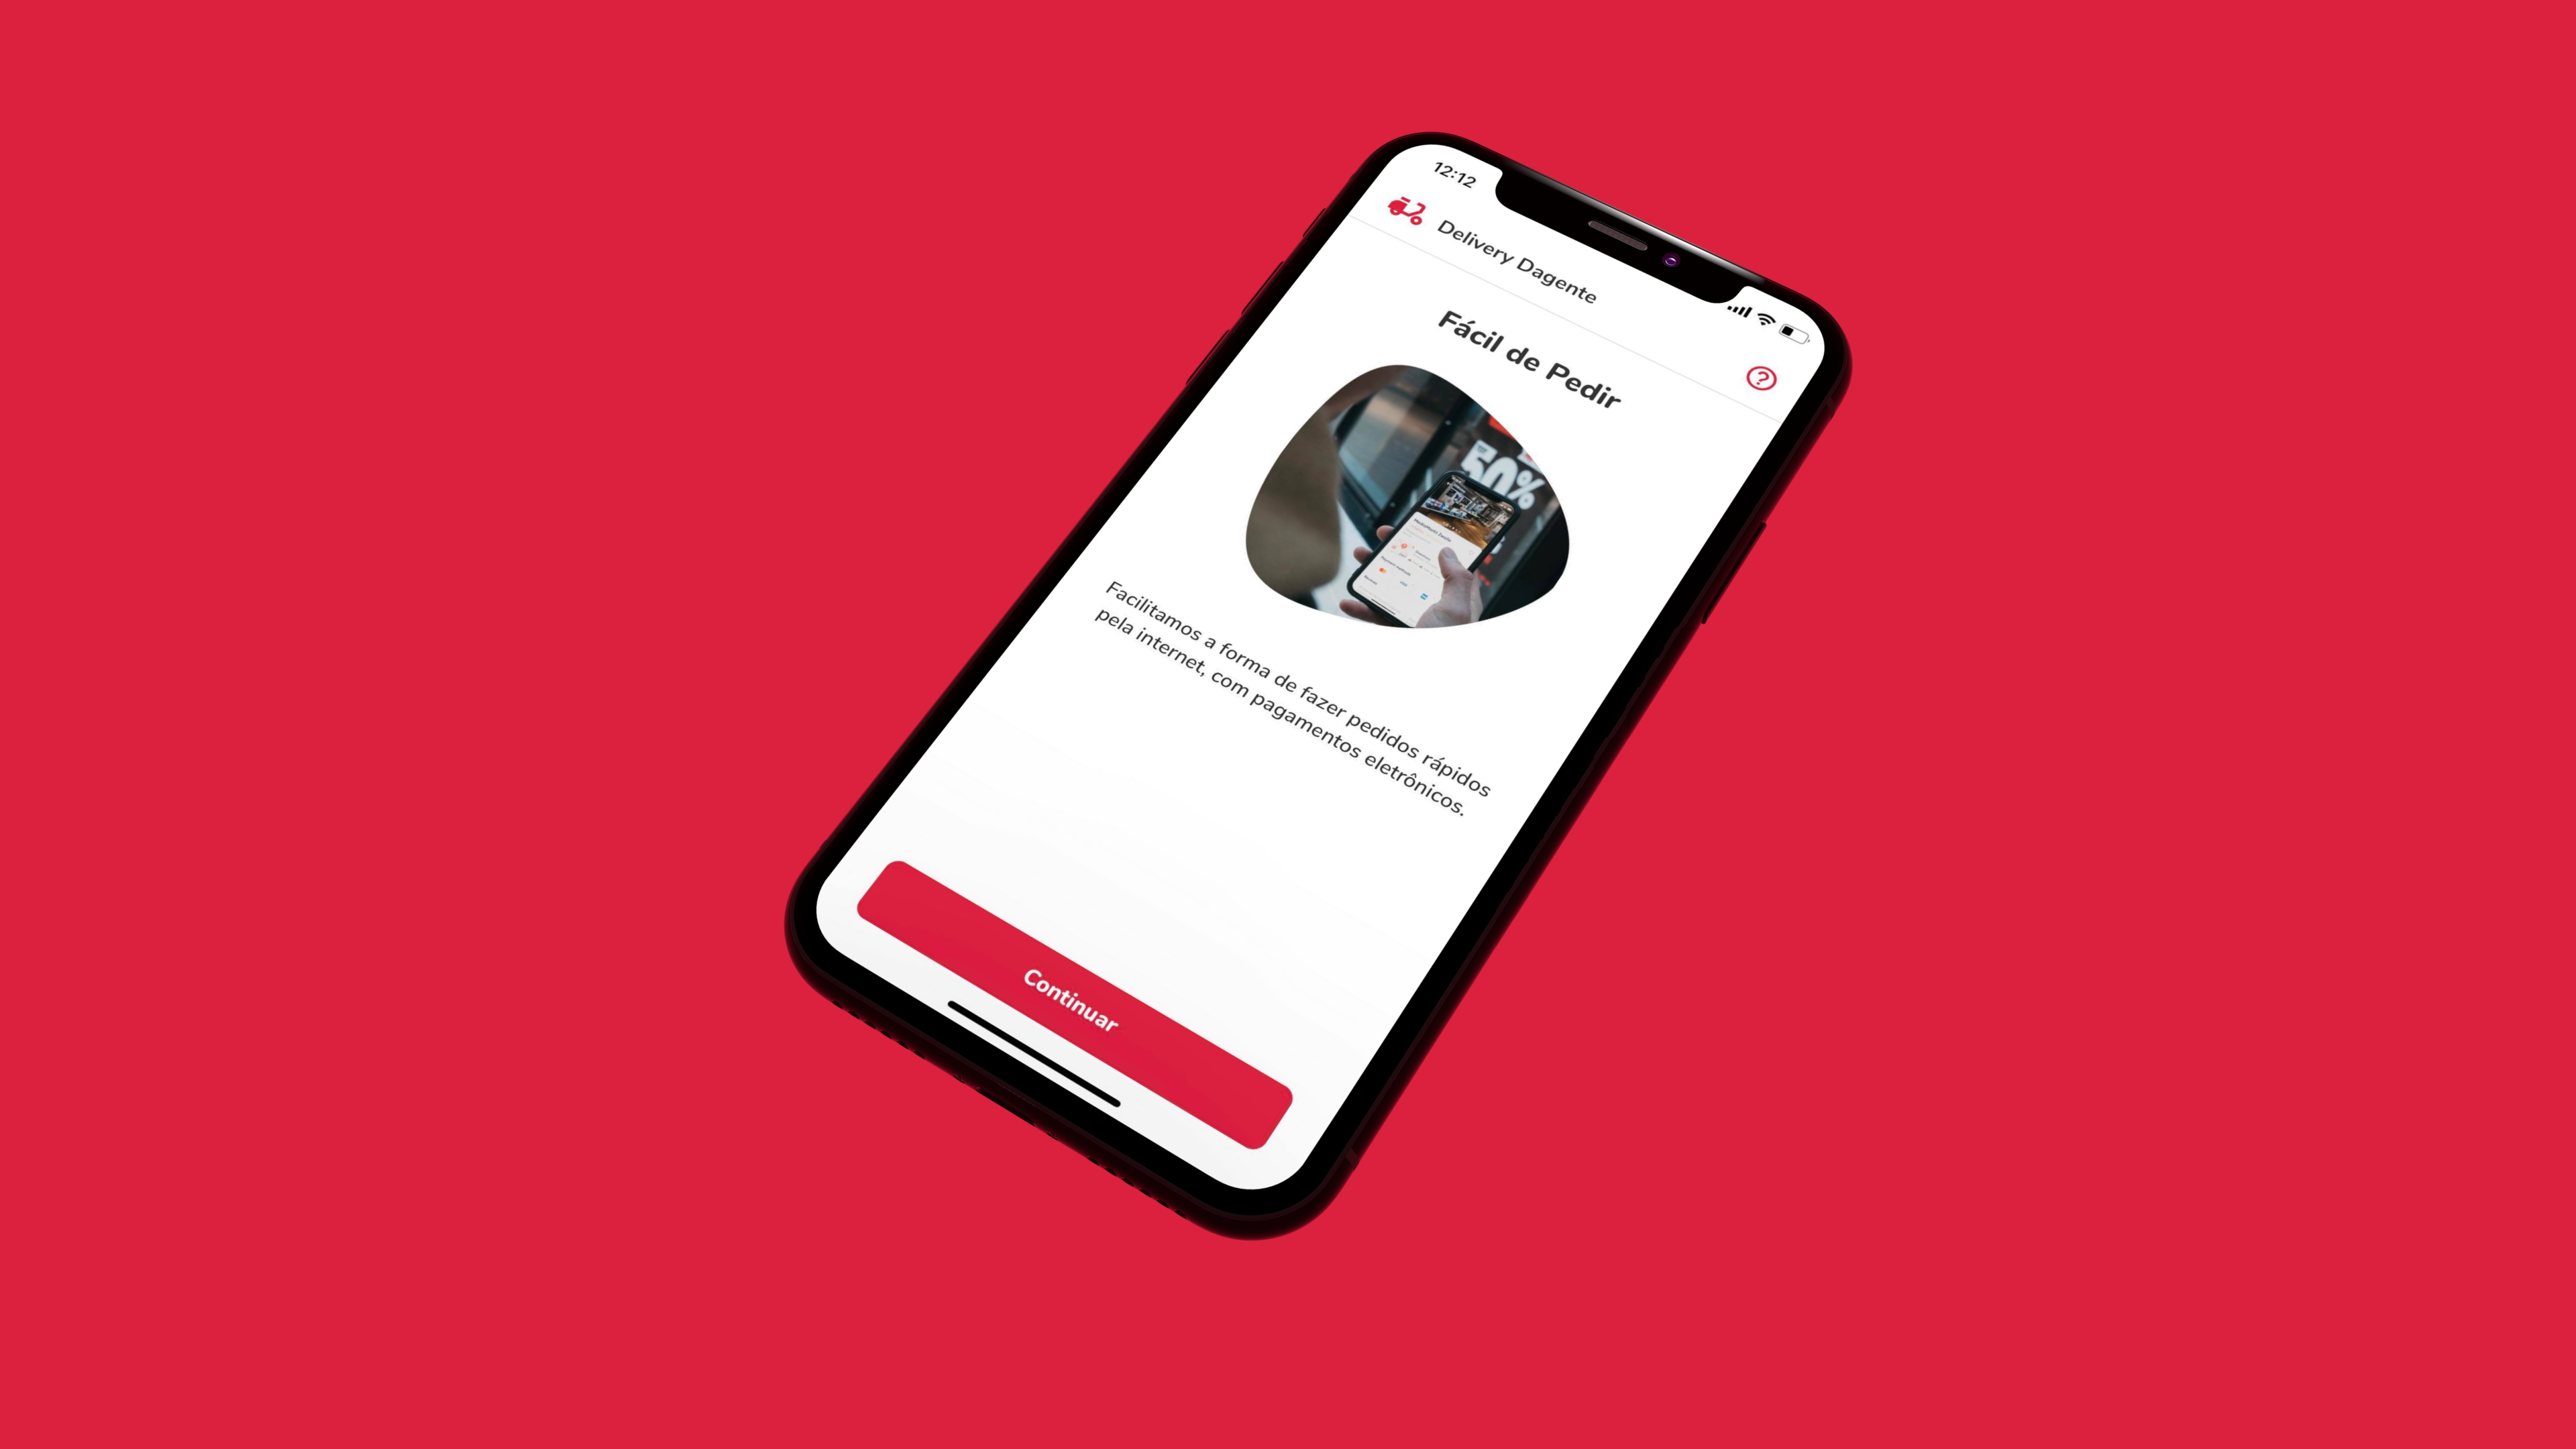 12:12
Delivery Dagente
Fácil de Pedir
50%
Facilitamos a forma de fazer pedidos rápidos
pela internet, com pagamentos eletrônicos.
Continuar